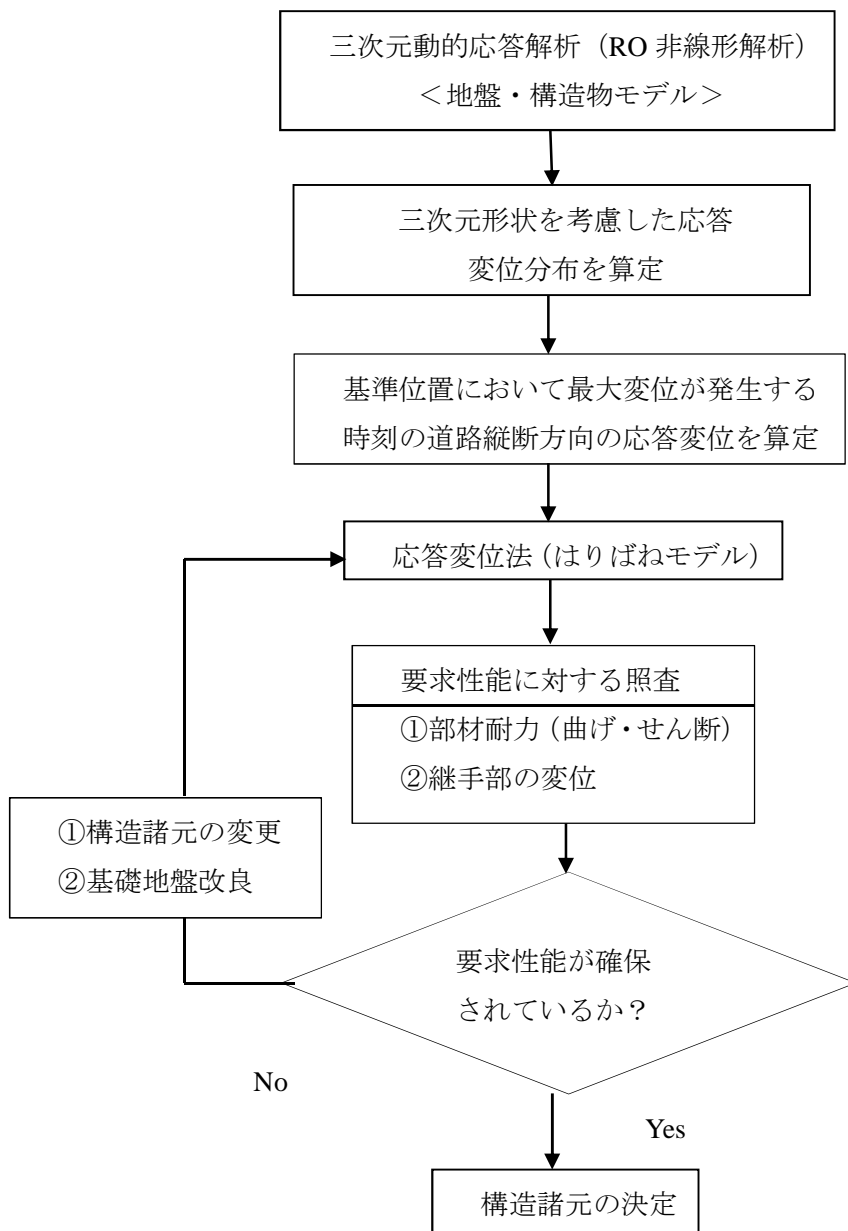 三次元動的応答解析（RO 非線形解析）
＜地盤・構造物モデル＞
三次元形状を考慮した応答
変位分布を算定
基準位置において最大変位が発生する
時刻の道路縦断方向の応答変位を算定
応答変位法（はりばねモデル）
要求性能に対する照査
①部材耐力（曲げ・せん断）
②継手部の変位
①構造諸元の変更
②基礎地盤改良
要求性能が確保
されているか？
No
Yes
構造諸元の決定